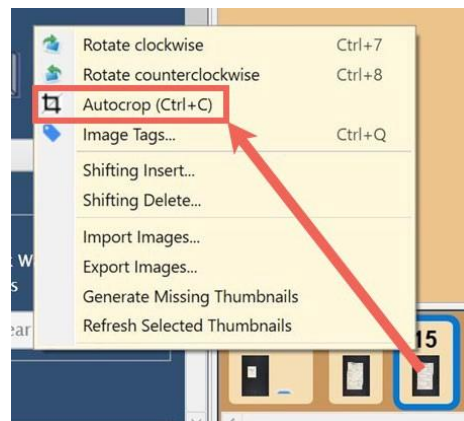 Rotate clockwise Ctrl+7
Rotate counterclockwise Ctrl+8
Autocrop (Ctrl+C)
Image Tags... Ctrl+Q
Shifting Insert...
Shifting Delete...
Import Images...
Export Images...
Generate Missing Thumbnails
Refresh Selected Thumbnails
15